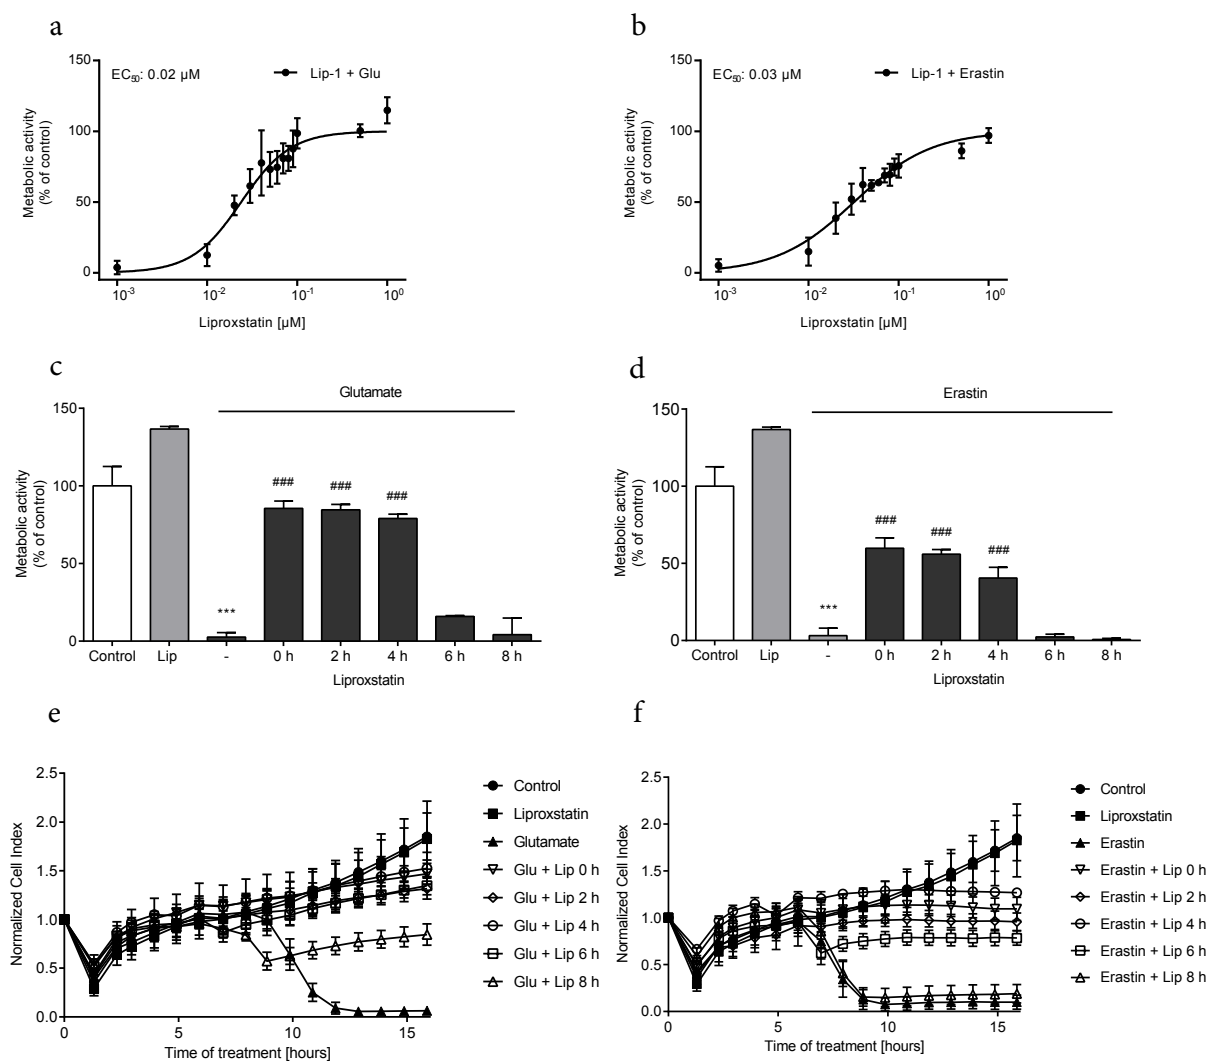 a
150
100
50
0
Metabolic activity
(% of control)
EC50: 0.02 µM
Lip-1 + Glu
10-3
10-2
10-1
100
Liproxstatin [µM]
b
150
100
50
0
Metabolic activity
(% of control)
EC50: 0.03 µM
Lip-1 + Erastin
10-3
10-2
10-1
100
Liproxstatin [µM]
c
Glutamate
150
100
50
0
Metabolic activity
(% of control)
***
###
###
###
Control Lip - 0 h 2 h 4 h 6 h 8 h
Liproxstatin
d
Erastin
150
100
50
0
Metabolic activity
(% of control)
***
###
###
###
Control Lip - 0 h 2 h 4 h 6 h 8 h
Liproxstatin
e
2.5
2.0
1.5
1.0
0.5
0.0
Normalized Cell Index
0 5 10 15
Time of treatment [hours]
Control
Liproxstatin
Glutamate
Glu + Lip 0 h
Glu + Lip 2 h
Glu + Lip 4 h
Glu + Lip 6 h
Glu + Lip 8 h
f
2.5
2.0
1.5
1.0
0.5
0.0
Normalized Cell Index
0 5 10 15
Time of treatment [hours]
Control
Liproxstatin
Erastin
Erastin + Lip 0 h
Erastin + Lip 2 h
Erastin + Lip 4 h
Erastin + Lip 6 h
Erastin + Lip 8 h